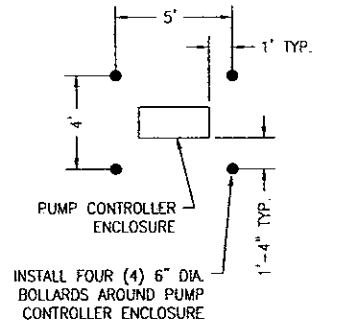 5'
1' TYP.
4'
1'-4" TYP.
PUMP CONTROLLER
ENCLOSURE
INSTALL FOUR (4) 6" DIA.
BOLLARDS AROUND PUMP
CONTROLLER ENCLOSURE